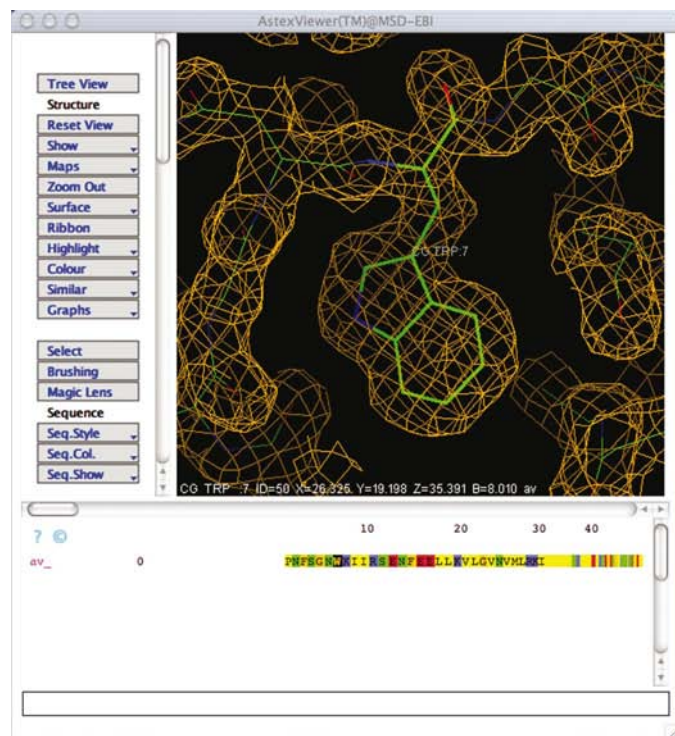 AstexViewer(TM)@MSD-EBI
Tree View
Structure
Reset View
Show
Maps
Zoom Out
Surface
Ribbon
Highlight
Colour
Similar
Graphs
Select
Brushing
Magic Lens
Sequence
Seq.Style
Seq.Col.
Seq.Show
CG TRP:7
CG TRP :7 ID=50 X=26.325 Y=19.198 Z=35.391 B=8.010 av
? ©
10 20 30 40
av_ 0 PNFSGNWKIIRSENFEELLKVLGVNVMLRKI